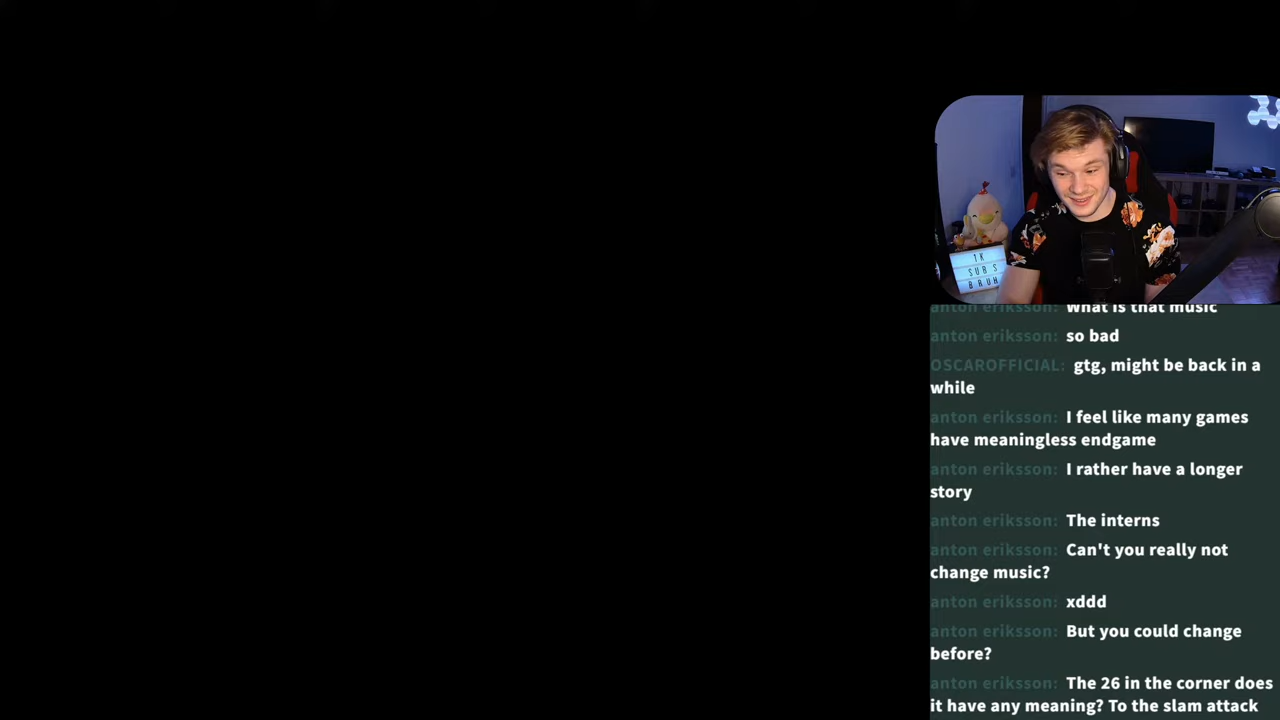 1K
SUBS
BRUH
anton eriksson: What is that music
anton eriksson: so bad
OSCAROFFICIAL: gtg, might be back in a
while
anton eriksson: I feel like many games
have meaningless endgame
anton eriksson: I rather have a longer
story
anton eriksson: The interns
anton eriksson: Can't you really not
change music?
anton eriksson: xddd
anton eriksson: But you could change
before?
anton eriksson: The 26 in the corner does
it have any meaning? To the slam attack